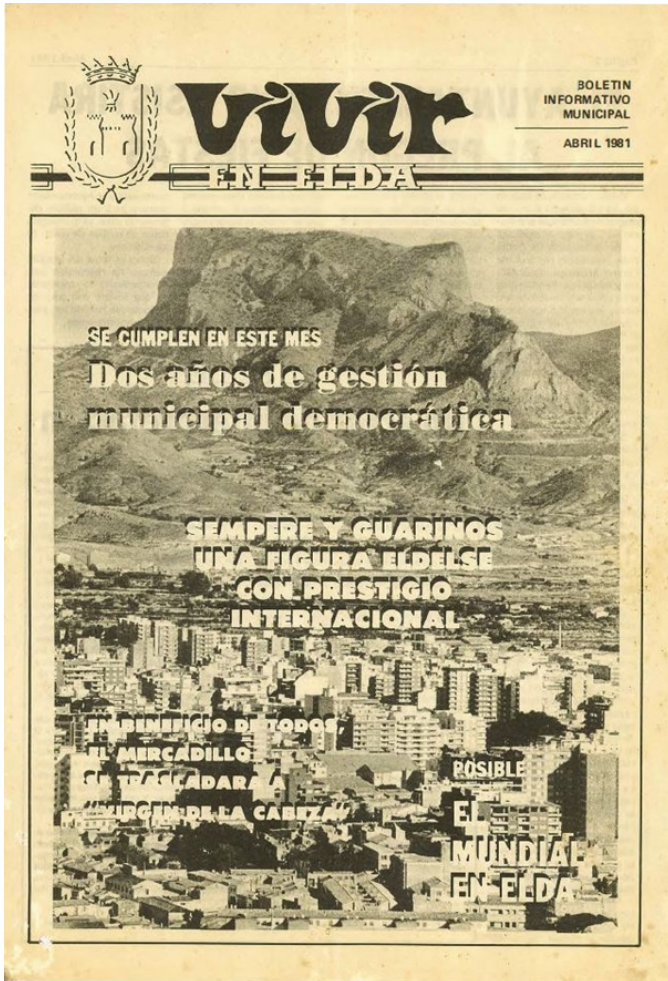 ViViR
EN ELDA
BOLETIN
INFORMATIVO
MUNICIPAL
ABRIL 1981
SE CUMPLEN EN ESTE MES
Dos años de gestión
municipal democrática
SEMPERE Y GUARINOS
UNA FIGURA ELDELSE
CON PRESTIGIO
INTERNACIONAL
EN BENEFICIO DE TODOS,
EL MERCADILLO
SE TRASLADARA A
"VIRGEN DE LA CABEZA"
POSIBLE
EL
MUNDIAL
EN ELDA